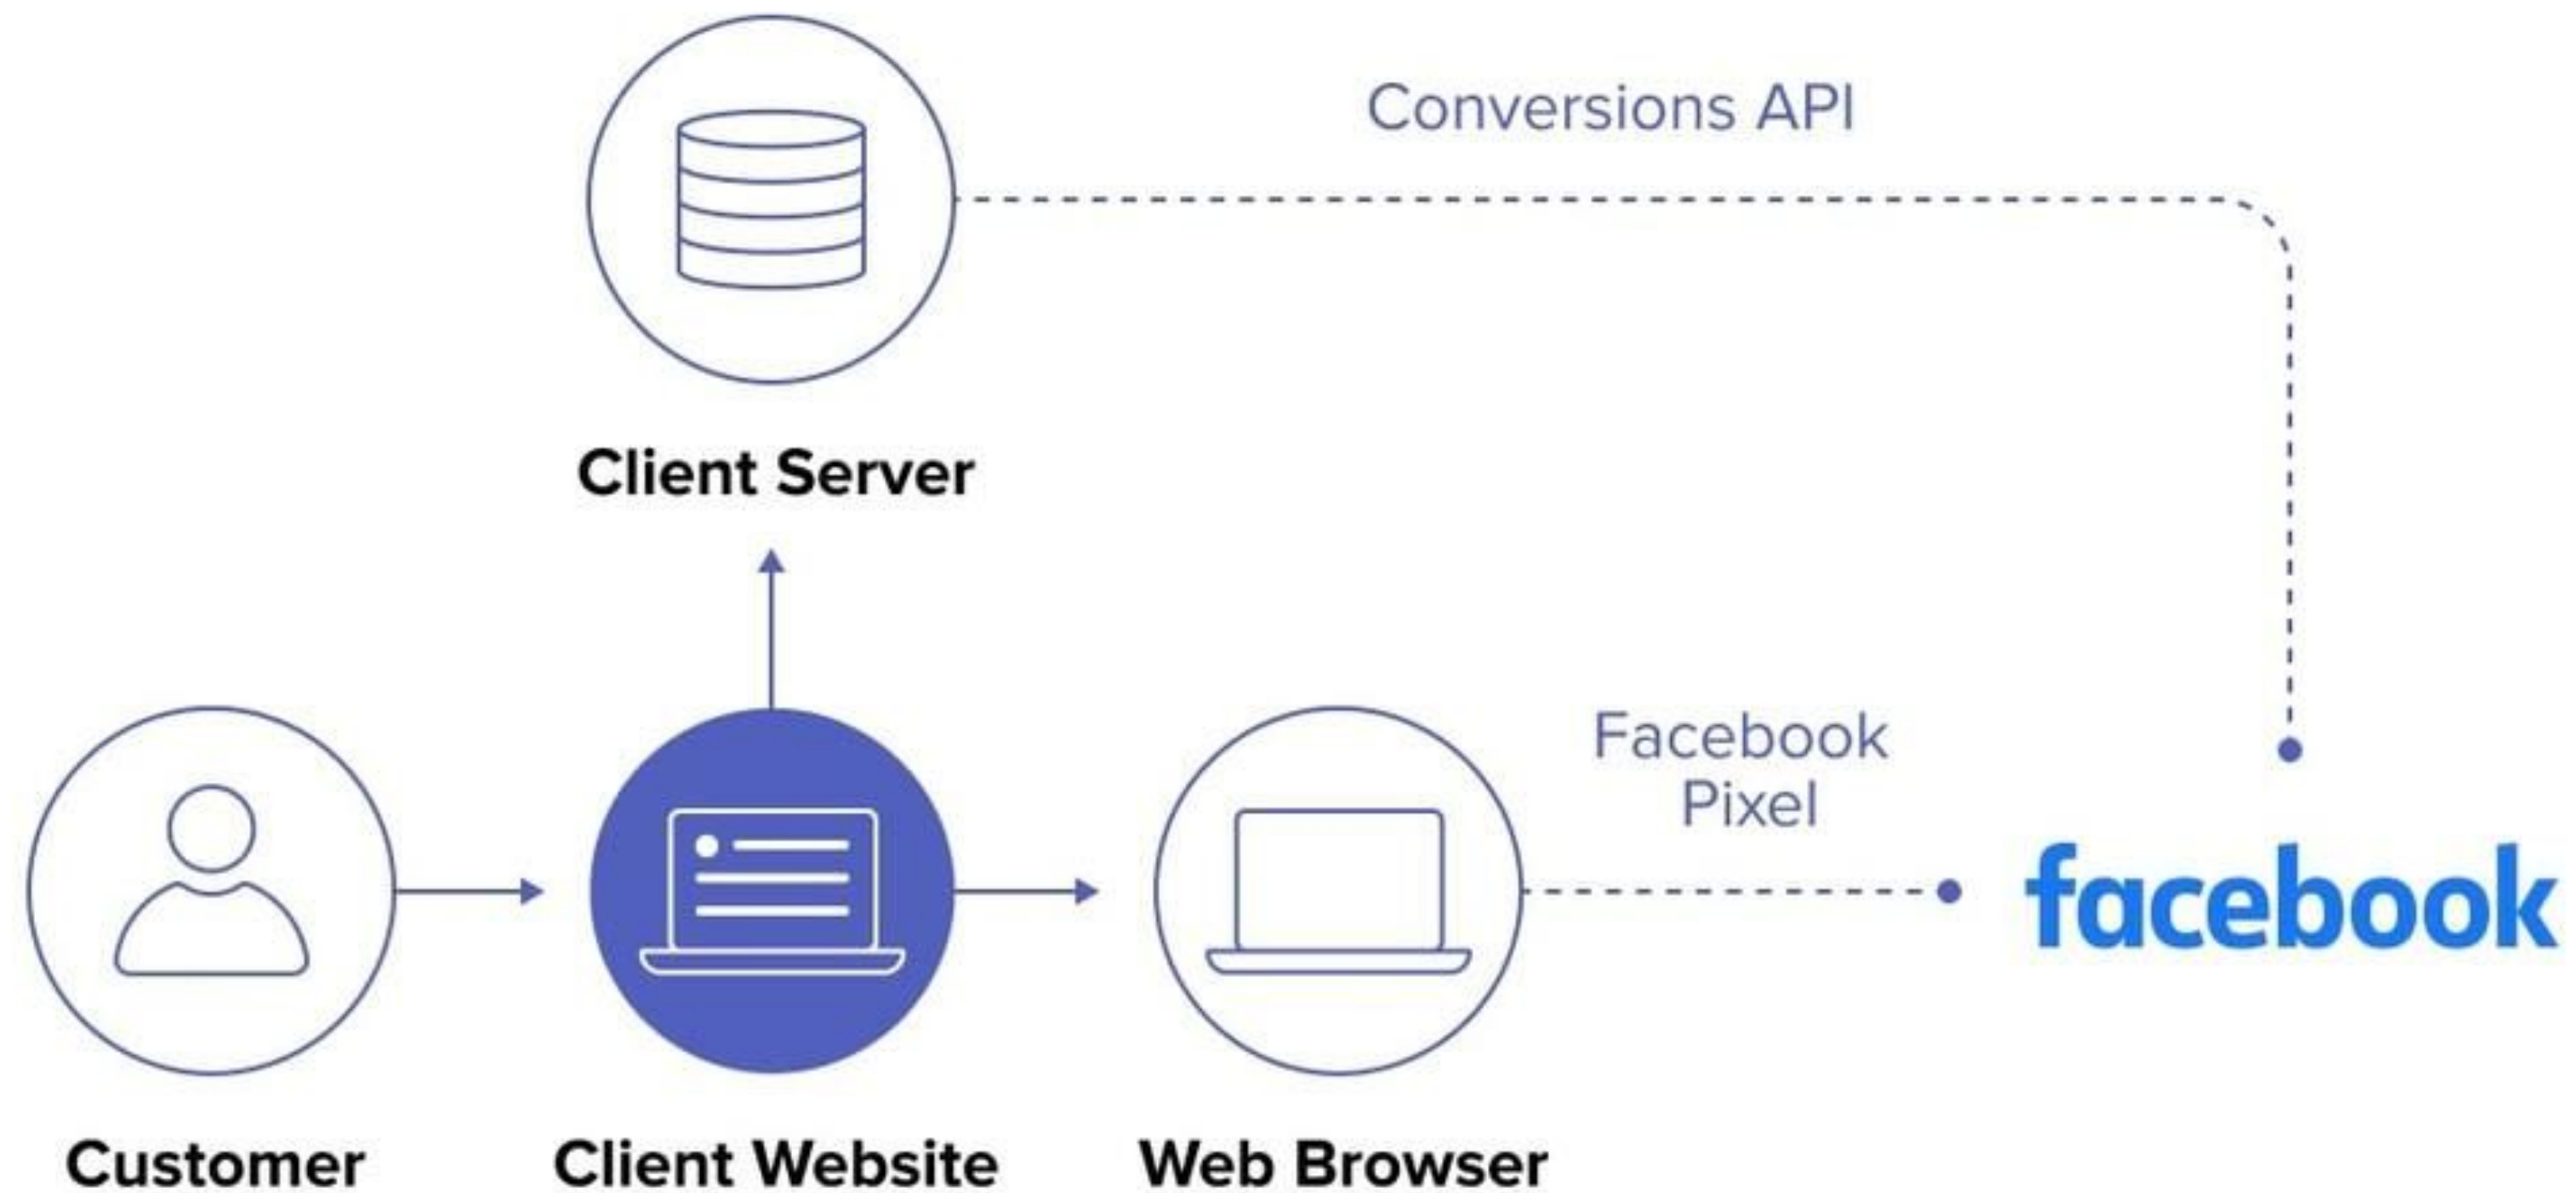 Conversions API
Client Server
Facebook
Pixel
facebook
Customer
Client Website
Web Browser